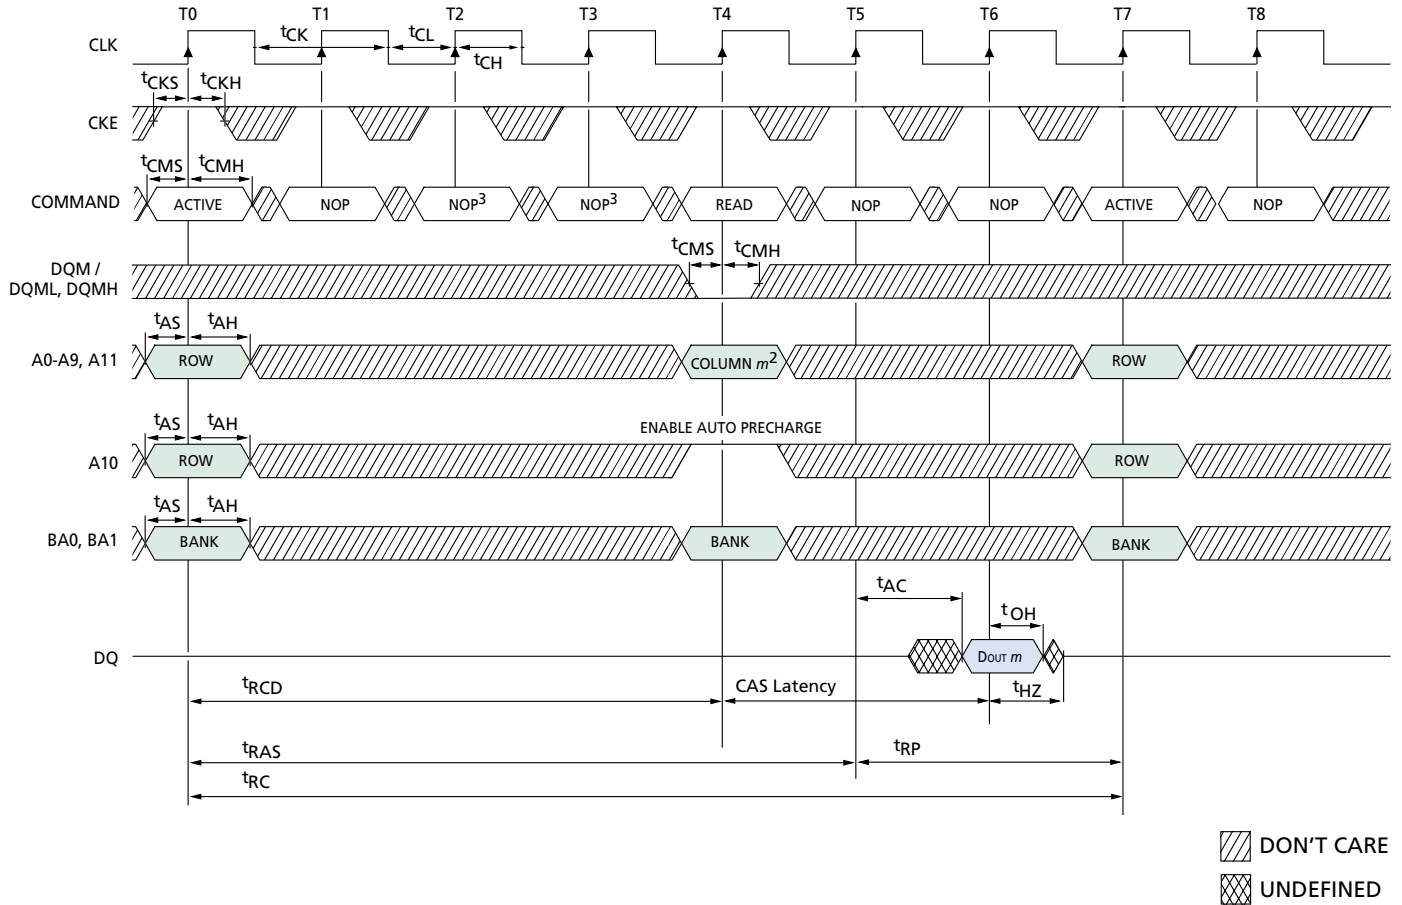 T0 T1 T2 T3 T4 T5 T6 T7 T8
CLK
tCK tCL tCH
tCKS tCKH
CKE
tCMS tCMH
COMMAND ACTIVE NOP NOP3 NOP3 READ NOP NOP ACTIVE NOP
tCMS tCMH
DQM /
DQML, DQMH
tAS tAH
A0-A9, A11 ROW COLUMN m2 ROW
tAS tAH
ENABLE AUTO PRECHARGE
A10 ROW ROW
tAS tAH
BA0, BA1 BANK BANK BANK
tAC
tOH
DQ DOUT m
tRCD CAS Latency tHZ
tRAS tRP
tRC
DON'T CARE
UNDEFINED